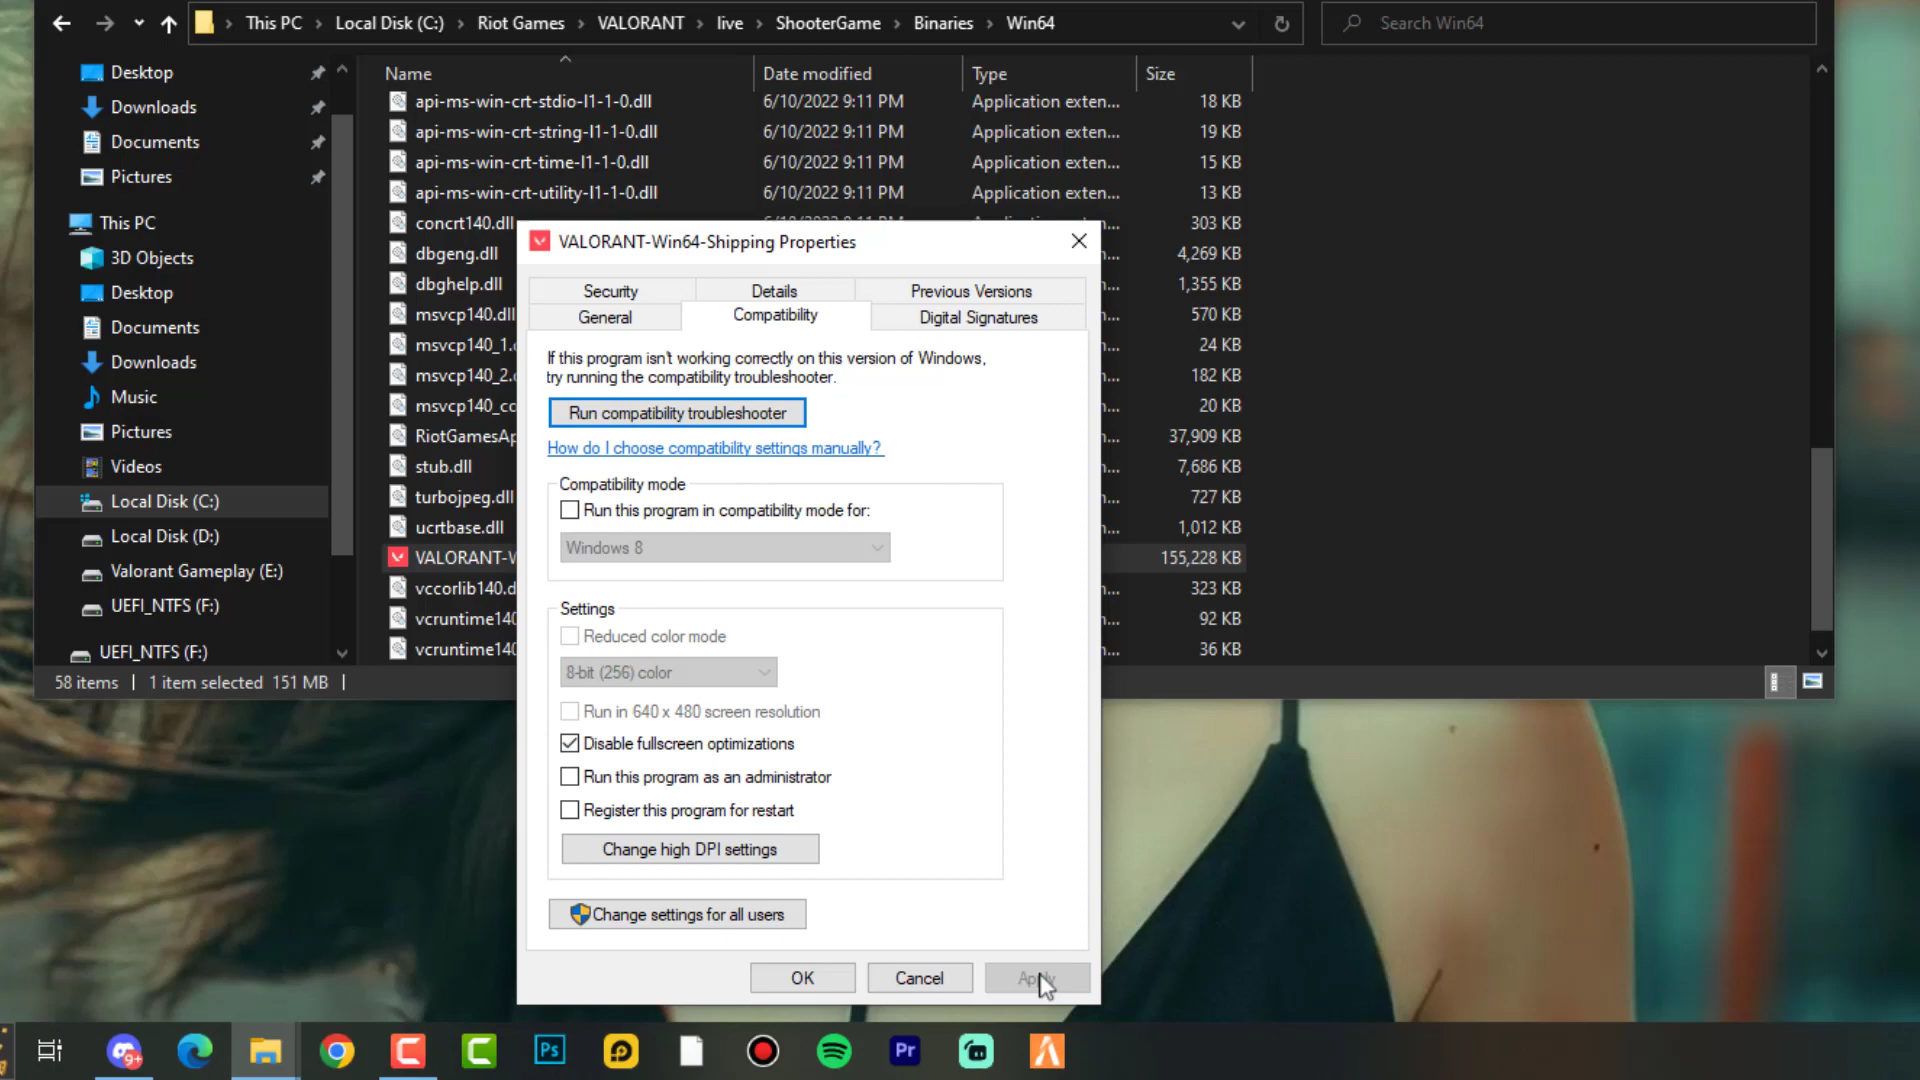 This PC > Local Disk (C:) > Riot Games > VALORANT > live > ShooterGame > Binaries > Win64
Search Win64
Desktop
Downloads
Documents
Pictures
This PC
3D Objects
Desktop
Documents
Downloads
Music
Pictures
Videos
Local Disk (C:)
Local Disk (D:)
Valorant Gameplay (E:)
UEFI_NTFS (F:)
UEFI_NTFS (F:)
Name Date modified Type Size
api-ms-win-crt-stdio-l1-1-0.dll 6/10/2022 9:11 PM Application exten... 18 KB
api-ms-win-crt-string-l1-1-0.dll 6/10/2022 9:11 PM Application exten... 19 KB
api-ms-win-crt-time-l1-1-0.dll 6/10/2022 9:11 PM Application exten... 15 KB
api-ms-win-crt-utility-l1-1-0.dll 6/10/2022 9:11 PM Application exten... 13 KB
concrt140.dll 303 KB
dbgeng.dll 4,269 KB
dbghelp.dll 1,355 KB
msvcp140.dll 570 KB
msvcp140_1. 24 KB
msvcp140_2. 182 KB
msvcp140_co 20 KB
RiotGamesAp 37,909 KB
stub.dll 7,686 KB
turbojpeg.dll 727 KB
ucrtbase.dll 1,012 KB
VALORANT-W 155,228 KB
vccorlib140.d 323 KB
vcruntime140 92 KB
vcruntime140 36 KB
58 items | 1 item selected 151 MB |
VALORANT-Win64-Shipping Properties
Security Details Previous Versions
General Compatibility Digital Signatures
If this program isn't working correctly on this version of Windows,
try running the compatibility troubleshooter.
Run compatibility troubleshooter
How do I choose compatibility settings manually?
Compatibility mode
Run this program in compatibility mode for:
Windows 8
Settings
Reduced color mode
8-bit (256) color
Run in 640 x 480 screen resolution
Disable fullscreen optimizations
Run this program as an administrator
Register this program for restart
Change high DPI settings
Change settings for all users
OK Cancel Apply
9+
Ps
Pr